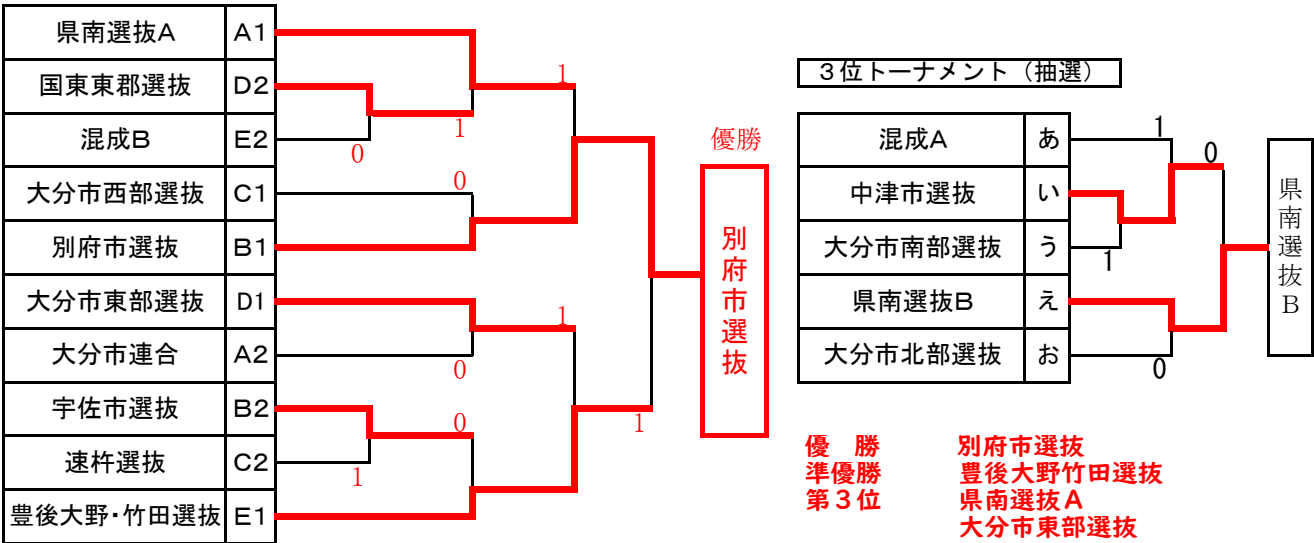 県南選抜A A1
国東東郡選抜 D2
混成B E2
大分市西部選抜 C1
別府市選抜 B1
大分市東部選抜 D1
大分市連合 A2
宇佐市選抜 B2
速杵選抜 C2
豊後大野・竹田選抜 E1
1
1
0
0
1
0
0
1
1
優勝
別府市選抜
3位トーナメント（抽選）
混成A あ
中津市選抜 い
大分市南部選抜 う
県南選抜B え
大分市北部選抜 お
1
0
1
0
県南選抜B
優　勝 別府市選抜
準優勝 豊後大野竹田選抜
第3位 県南選抜A
大分市東部選抜